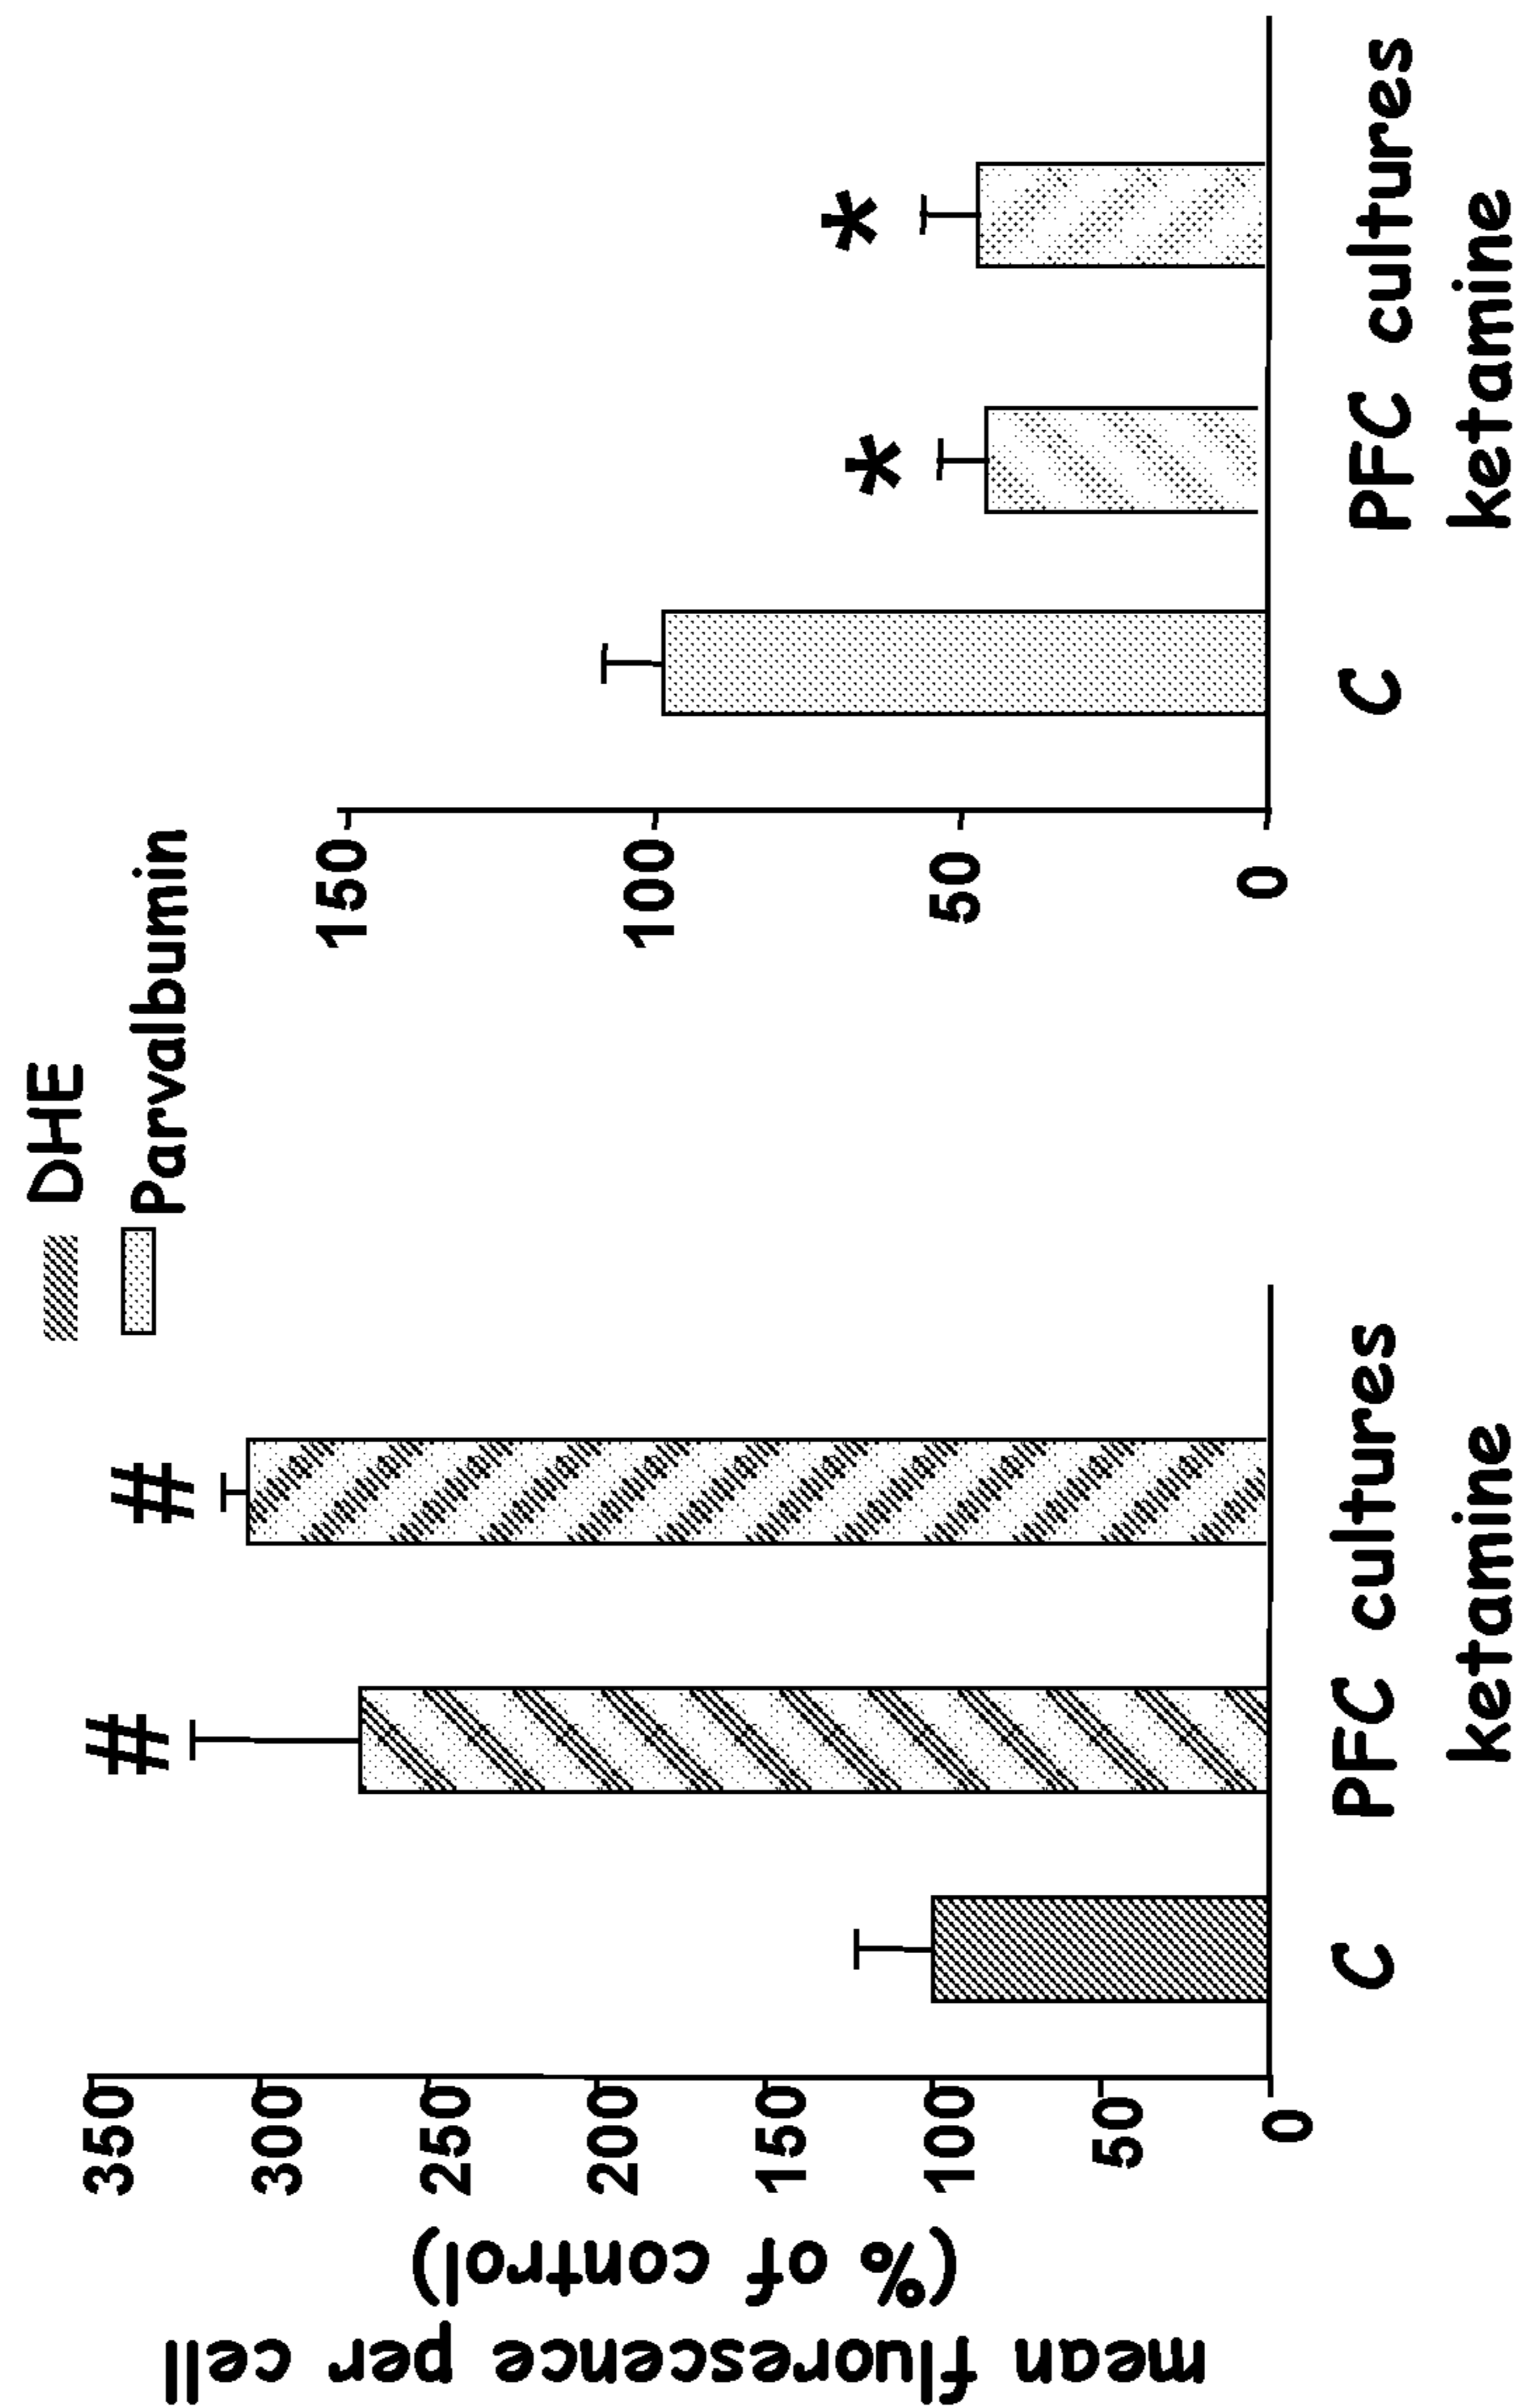 DHE
Parvalbumin
mean fluorescence per cell
(% of control)
350
300
250
200
150
100
50
0
#
#
C
PFC cultures
ketamine
150
100
50
0
*
*
C
PFC cultures
ketamine